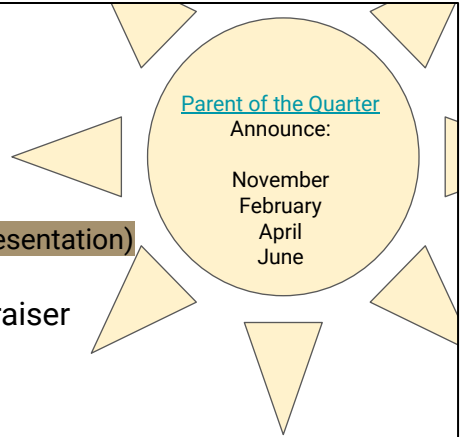 Parent of the Quarter
Announce:
November
February
April
June
esentation)
raiser